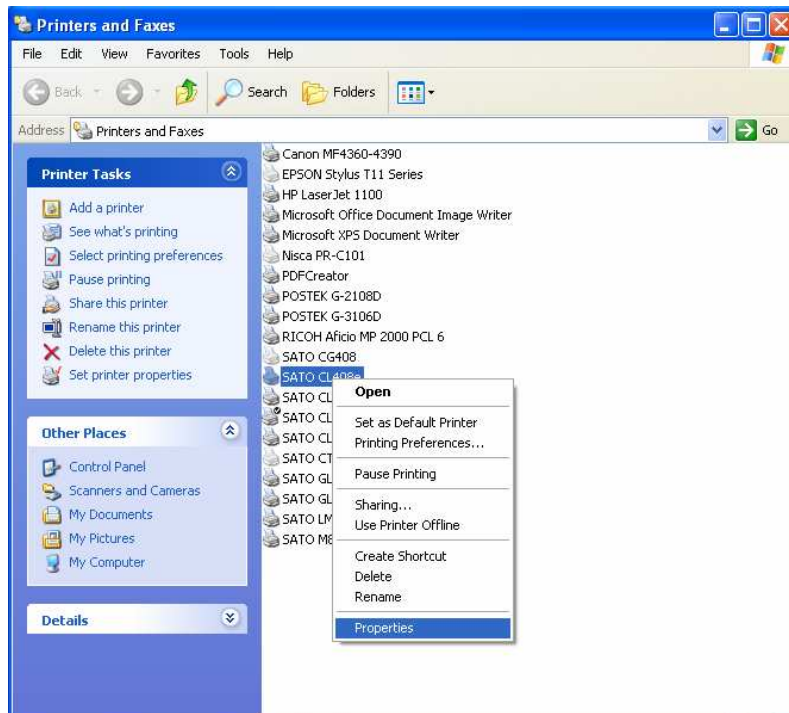 Printers and Faxes
File Edit View Favorites Tools Help
Back Search Folders
Address Printers and Faxes Go
Printer Tasks
Add a printer
See what's printing
Select printing preferences
Pause printing
Share this printer
Rename this printer
Delete this printer
Set printer properties
Other Places
Control Panel
Scanners and Cameras
My Documents
My Pictures
My Computer
Details
Canon MF4360-4390
EPSON Stylus T11 Series
HP LaserJet 1100
Microsoft Office Document Image Writer
Microsoft XPS Document Writer
Nisca PR-C101
PDFCreator
POSTEK G-2108D
POSTEK G-3106D
RICOH Aficio MP 2000 PCL 6
SATO CG408
SATO CL408e
SATO CL
SATO CL
SATO CL
SATO CT
SATO GL
SATO GL
SATO LM
SATO M8
Open
Set as Default Printer
Printing Preferences...
Pause Printing
Sharing...
Use Printer Offline
Create Shortcut
Delete
Rename
Properties